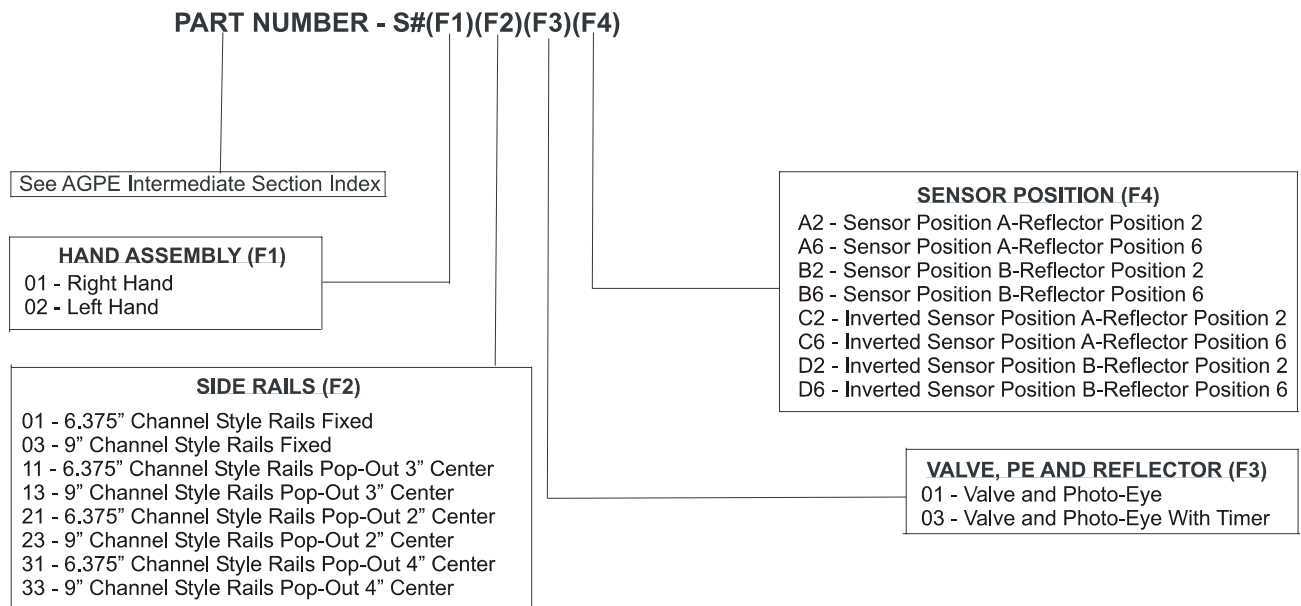 PART NUMBER - S#(F1)(F2)(F3)(F4)
See AGPE Intermediate Section Index
HAND ASSEMBLY (F1)
01 - Right Hand
02 - Left Hand
SIDE RAILS (F2)
01 - 6.375” Channel Style Rails Fixed
03 - 9” Channel Style Rails Fixed
11 - 6.375” Channel Style Rails Pop-Out 3” Center
13 - 9” Channel Style Rails Pop-Out 3” Center
21 - 6.375” Channel Style Rails Pop-Out 2” Center
23 - 9” Channel Style Rails Pop-Out 2” Center
31 - 6.375” Channel Style Rails Pop-Out 4” Center
33 - 9” Channel Style Rails Pop-Out 4” Center
SENSOR POSITION (F4)
A2 - Sensor Position A-Reflector Position 2
A6 - Sensor Position A-Reflector Position 6
B2 - Sensor Position B-Reflector Position 2
B6 - Sensor Position B-Reflector Position 6
C2 - Inverted Sensor Position A-Reflector Position 2
C6 - Inverted Sensor Position A-Reflector Position 6
D2 - Inverted Sensor Position B-Reflector Position 2
D6 - Inverted Sensor Position B-Reflector Position 6
VALVE, PE AND REFLECTOR (F3)
01 - Valve and Photo-Eye
03 - Valve and Photo-Eye With Timer